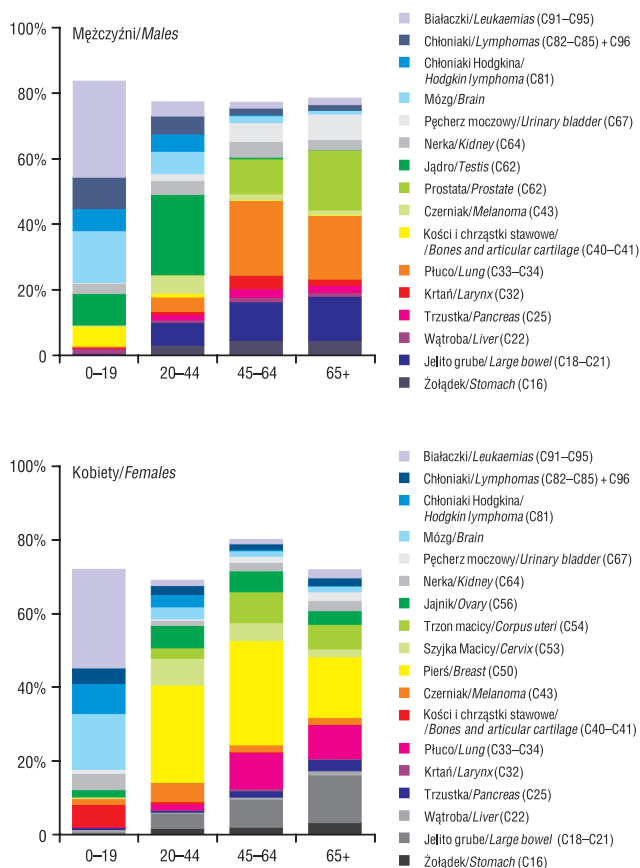 100%
80%
60%
40%
20%
0
Mężczyźni/Males
0–19
20–44
45–64
65+
Białaczki/Leukaemias (C91–C95)
Chłoniaki/Lymphomas (C82–C85) + C96
Chłoniaki Hodgkina/
Hodgkin lymphoma (C81)
Mózg/Brain
Pęcherz moczowy/Urinary bladder (C67)
Nerka/Kidney (C64)
Jądro/Testis (C62)
Prostata/Prostate (C62)
Czerniak/Melanoma (C43)
Kości i chrząstki stawowe/
/Bones and articular cartilage (C40–C41)
Płuco/Lung (C33–C34)
Krtań/Larynx (C32)
Trzustka/Pancreas (C25)
Wątroba/Liver (C22)
Jelito grube/Large bowel (C18–C21)
Żołądek/Stomach (C16)
100%
80%
60%
40%
20%
0
Kobiety/Females
0–19
20–44
45–64
65+
Białaczki/Leukaemias (C91–C95)
Chłoniaki/Lymphomas (C82–C85) + C96
Chłoniaki Hodgkina/
Hodgkin lymphoma (C81)
Mózg/Brain
Pęcherz moczowy/Urinary bladder (C67)
Nerka/Kidney (C64)
Jajnik/Ovary (C56)
Trzon macicy/Corpus uteri (C54)
Szyjka Macicy/Cervix (C53)
Pierś/Breast (C50)
Czerniak/Melanoma (C43)
Kości i chrząstki stawowe/
/Bones and articular cartilage (C40–C41)
Płuco/Lung (C33–C34)
Krtań/Larynx (C32)
Trzustka/Pancreas (C25)
Wątroba/Liver (C22)
Jelito grube/Large bowel (C18–C21)
Żołądek/Stomach (C16)